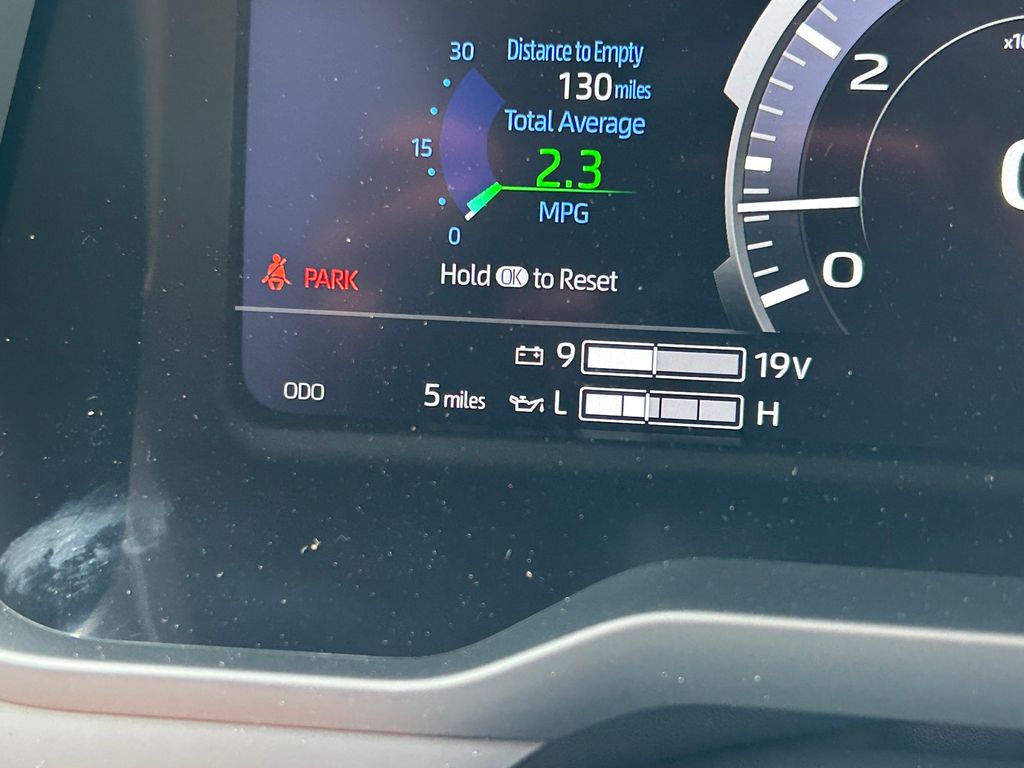 30
Distance to Empty
130 miles
Total Average
15
2.3
MPG
0
Hold OK to Reset
PARK
2
0
9 19V
ODO 5 miles
L H